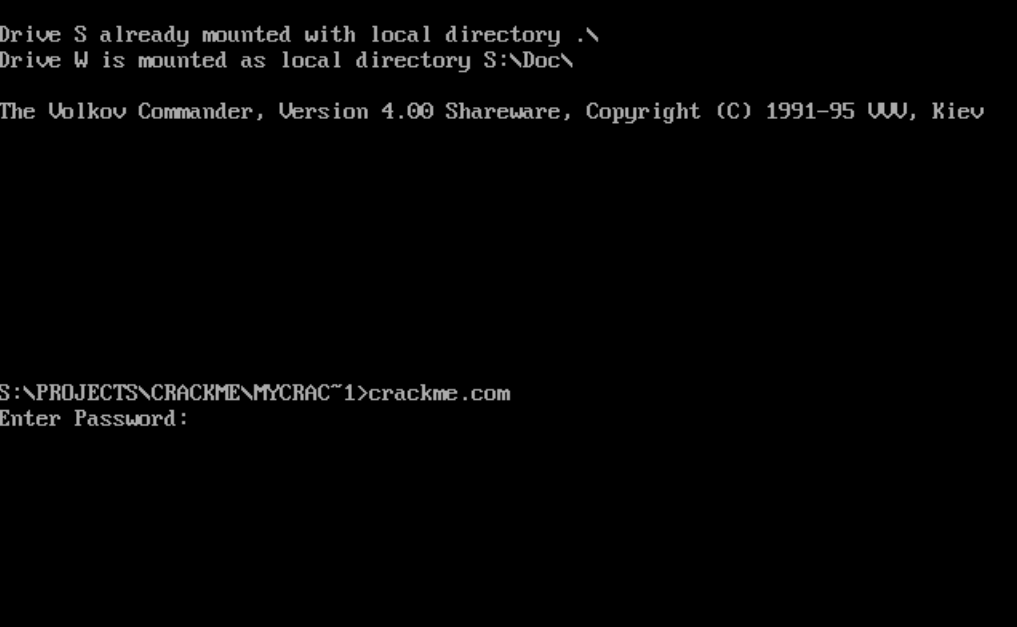 Drive S already mounted with local directory .\
Drive W is mounted as local directory S:\Doc\
The Volkov Commander, Version 4.00 Shareware, Copyright (C) 1991-95 VVV, Kiev
S:\PROJECTS\CRACKME\MYCRAC~1>crackme.com
Enter Password: